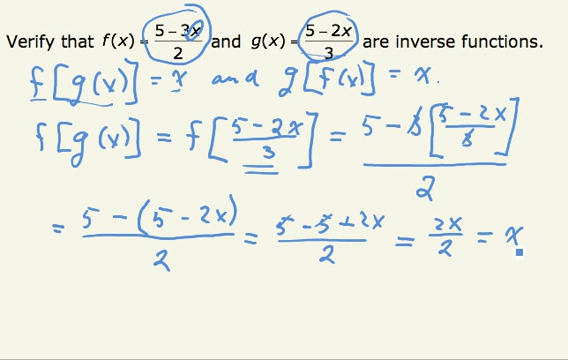 Verify that f(x) = (5 – 3x)/2 and g(x) = (5 – 2x)/3 are inverse functions.
f[g(x)] = x and g[f(x)] = x.
f[g(x)] = f[(5 – 2x)/3] = (5 – 3[(5 – 2x)/3])/2
= (5 – (5 – 2x))/2 = (5 – 5 + 2x)/2 = 2x/2 = x